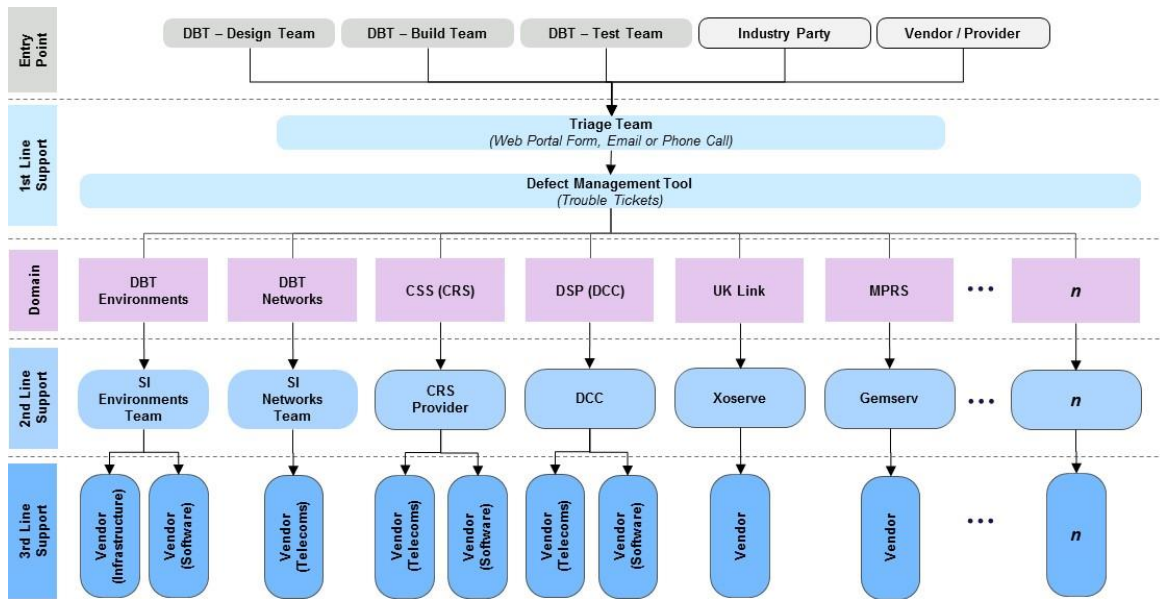 Entry
Point
DBT – Design Team
DBT – Build Team
DBT – Test Team
Industry Party
Vendor / Provider
1st Line
Support
Triage Team
(Web Portal Form, Email or Phone Call)
Defect Management Tool
(Trouble Tickets)
Domain
DBT
Environments
DBT
Networks
CSS (CRS)
DSP (DCC)
UK Link
MPRS
•••
n
2nd Line
Support
SI
Environments
Team
SI
Networks
Team
CRS
Provider
DCC
Xoserve
Gemserv
•••
n
3rd Line
Support
Vendor
(Infrastructure)
Vendor
(Software)
Vendor
(Telecoms)
Vendor
(Telecoms)
Vendor
(Software)
Vendor
(Telecoms)
Vendor
(Software)
Vendor
Vendor
•••
n